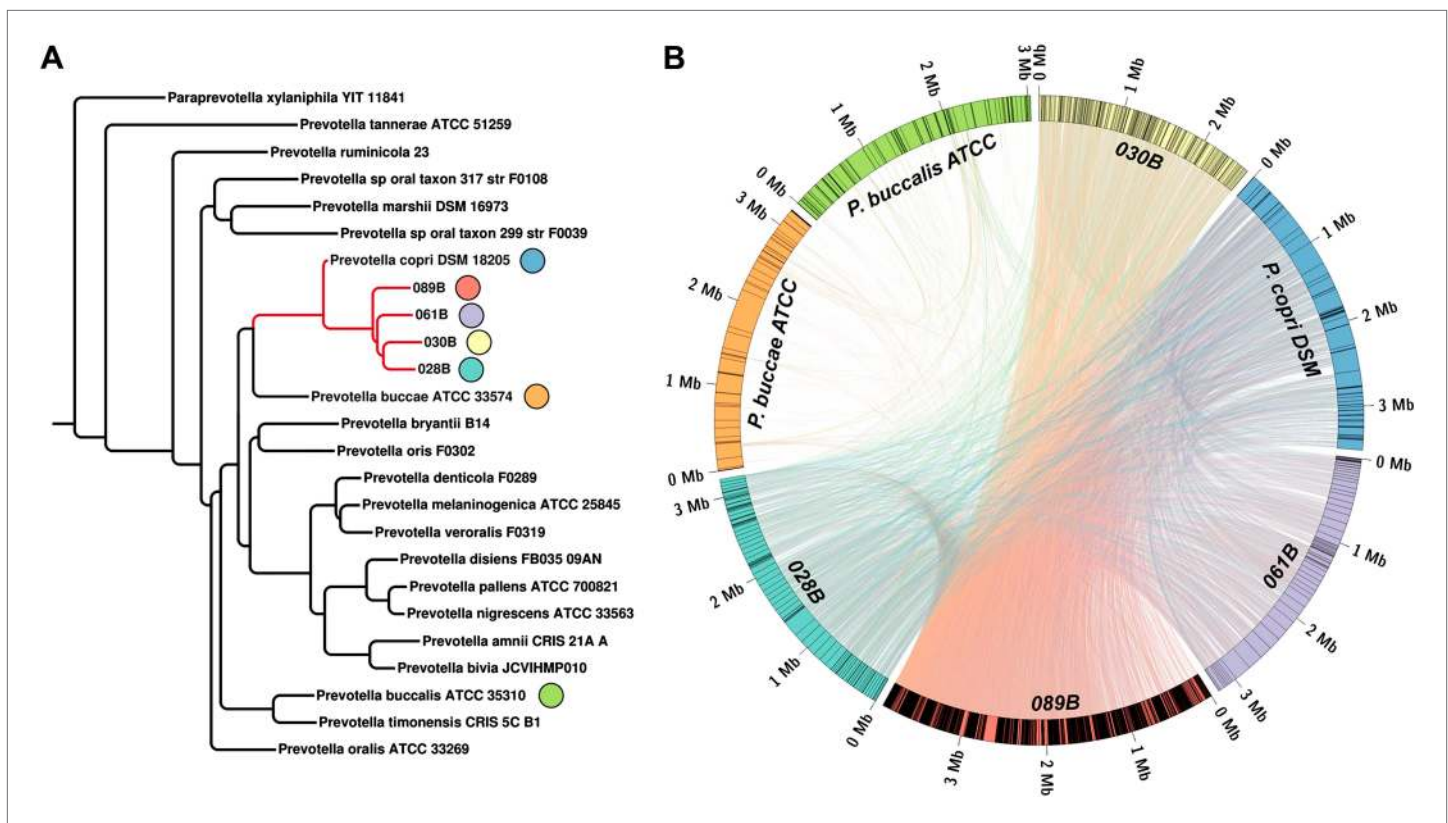 A
Paraprevotella xylaniphila YIT 11841
Prevotella tannerae ATCC 51259
Prevotella ruminicola 23
Prevotella sp oral taxon 317 str F0108
Prevotella marshii DSM 16973
Prevotella sp oral taxon 299 str F0039
Prevotella copri DSM 18205
089B
061B
030B
028B
Prevotella buccae ATCC 33574
Prevotella bryantii B14
Prevotella oris F0302
Prevotella denticola F0289
Prevotella melaninogenica ATCC 25845
Prevotella veroralis F0319
Prevotella disiens FB035 09AN
Prevotella pallens ATCC 700821
Prevotella nigrescens ATCC 33563
Prevotella amnii CRIS 21A A
Prevotella bivia JCVIHMP010
Prevotella buccalis ATCC 35310
Prevotella timonensis CRIS 5C B1
Prevotella oralis ATCC 33269
B
0 Mb
1 Mb
2 Mb
030B
0 Mb
1 Mb
2 Mb
3 Mb
P. copri DSM
0 Mb
1 Mb
2 Mb
3 Mb
061B
0 Mb
1 Mb
2 Mb
3 Mb
089B
0 Mb
1 Mb
2 Mb
3 Mb
028B
0 Mb
1 Mb
2 Mb
3 Mb
P. buccae ATCC
0 Mb
1 Mb
2 Mb
3 Mb
P. buccalis ATCC